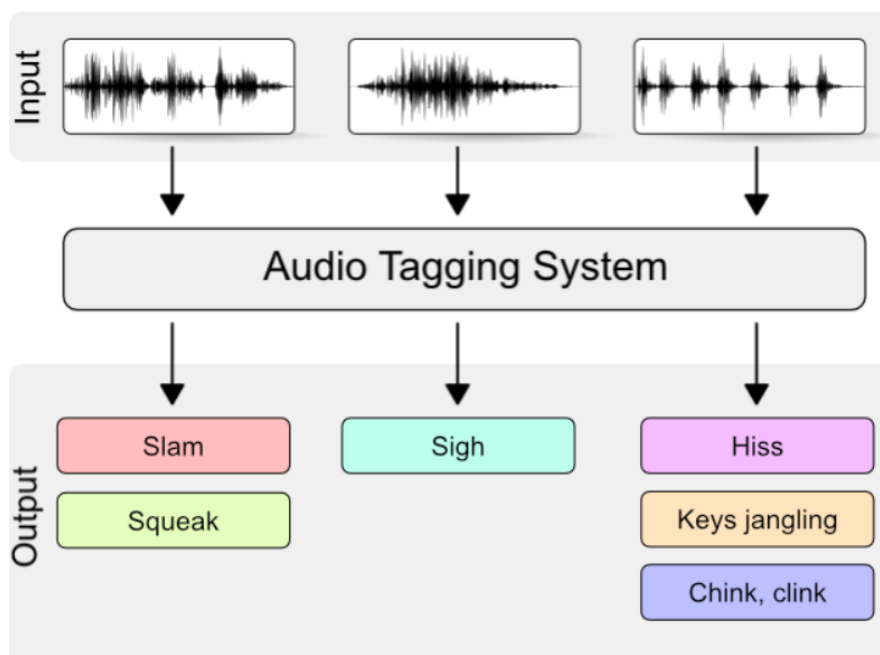 Input
Audio Tagging System
Output
Slam
Sigh
Hiss
Squeak
Keys jangling
Chink, clink